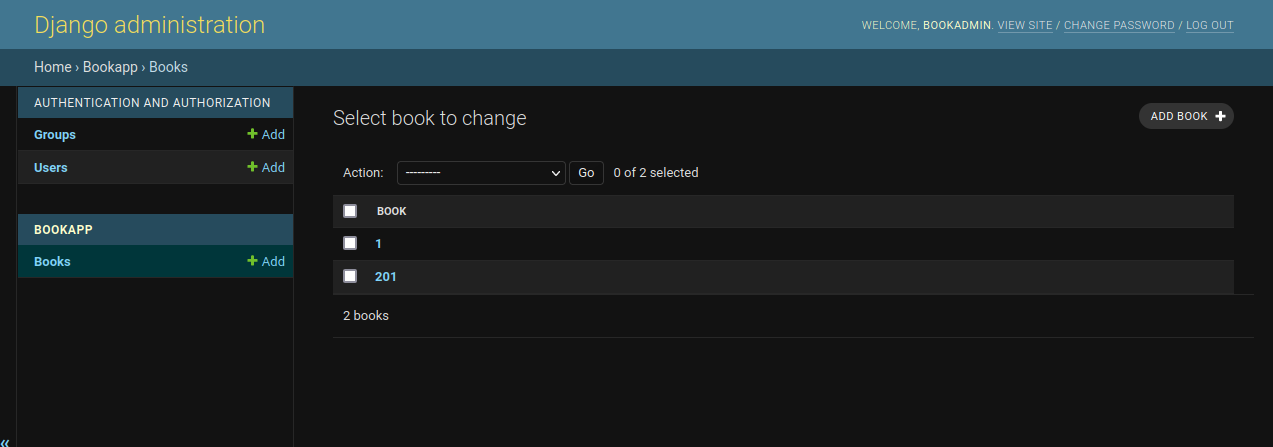 Django administration
WELCOME, BOOKADMIN. VIEW SITE / CHANGE PASSWORD / LOG OUT
Home › Bookapp › Books
AUTHENTICATION AND AUTHORIZATION
Groups + Add
Users + Add
BOOKAPP
Books + Add
«
Select book to change
ADD BOOK +
Action: --------- Go 0 of 2 selected
BOOK
1
201
2 books